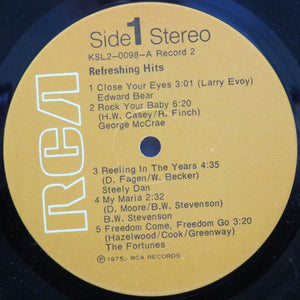 Side 1 Stereo
KSL2-0098-A Record 2
Refreshing Hits
1 Close Your Eyes 3:01 (Larry Evoy)
Edward Bear
2 Rock Your Baby 6:20
(H.W. Casey/R. Finch)
George McCrae
RCA
3 Reeling In The Years 4:35
(D. Fagen/W. Becker)
Steely Dan
4 My Maria 2:32
(D. Moore/B.W. Stevenson)
B.W. Stevenson
5 Freedom Come, Freedom Go 3:20
(Hazelwood/Cook/Greenway)
The Fortunes
℗1975, RCA RECORDS